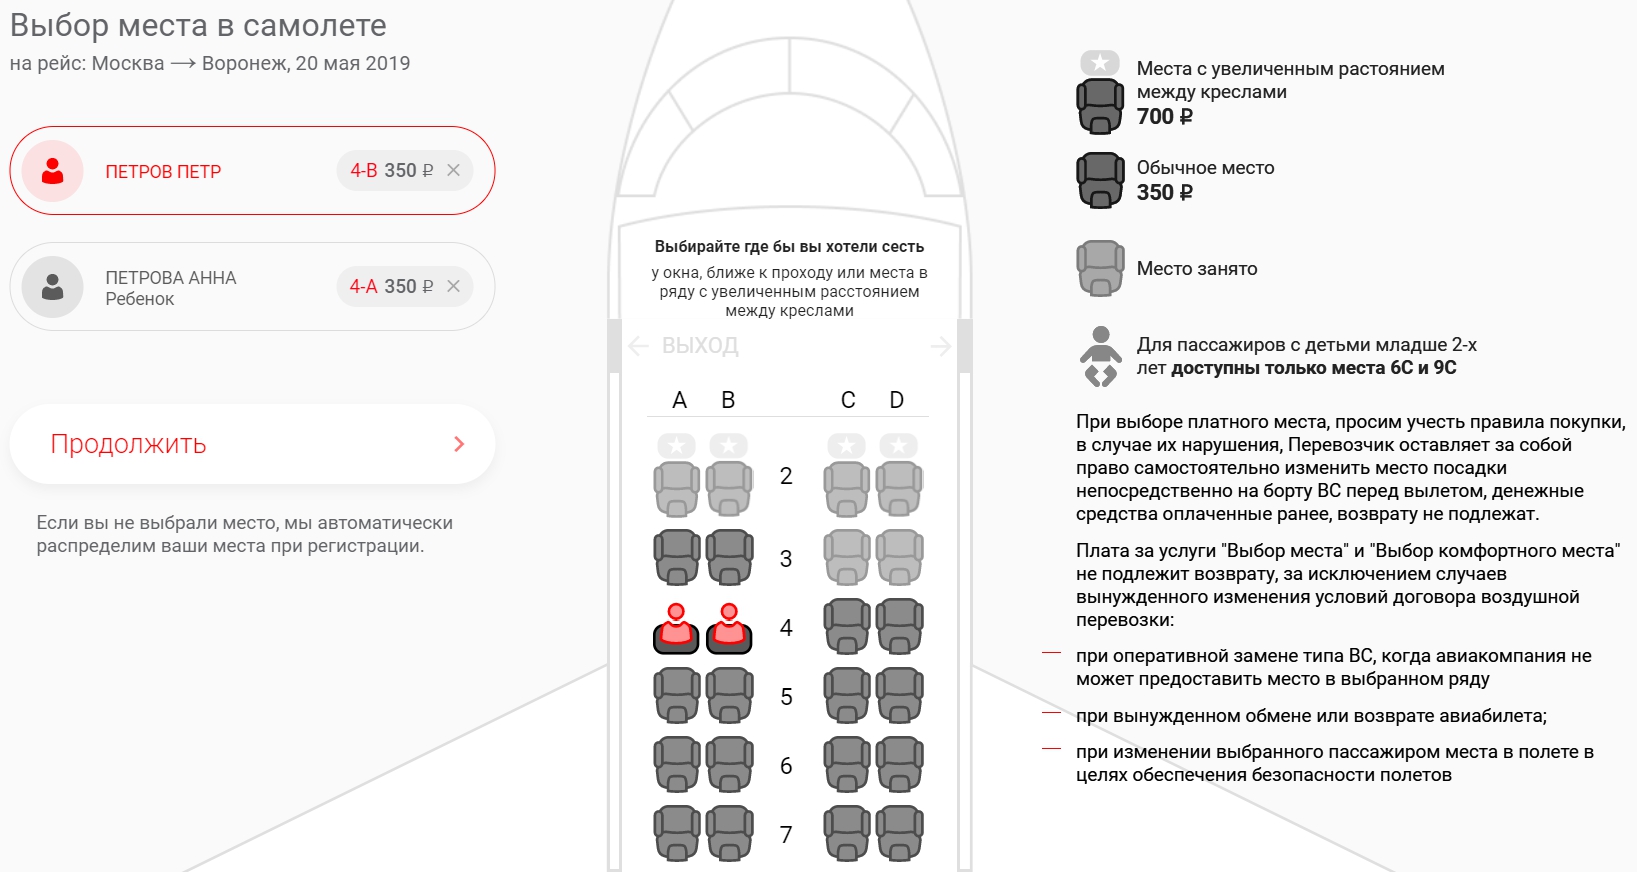 Выбор места в самолете
на рейс: Москва → Воронеж, 20 мая 2019
ПЕТРОВ ПЕТР
4-B 350 ₽
ПЕТРОВА АННА
Ребенок
4-A 350 ₽
Продолжить
Если вы не выбрали место, мы автоматически
распределим ваши места при регистрации.
Выбирайте где бы вы хотели сесть
у окна, ближе к проходу или места в
ряду с увеличенным расстоянием
между креслами
ВЫХОД
A B C D
2
3
4
5
6
7
Места с увеличенным растоянием
между креслами
700 ₽
Обычное место
350 ₽
Место занято
Для пассажиров с детьми младше 2-х
лет доступны только места 6C и 9C
При выборе платного места, просим учесть правила покупки,
в случае их нарушения, Перевозчик оставляет за собой
право самостоятельно изменить место посадки
непосредственно на борту ВС перед вылетом, денежные
средства оплаченные ранее, возврату не подлежат.
Плата за услуги "Выбор места" и "Выбор комфортного места"
не подлежит возврату, за исключением случаев
вынужденного изменения условий договора воздушной
перевозки:
— при оперативной замене типа ВС, когда авиакомпания не
может предоставить место в выбранном ряду
— при вынужденном обмене или возврате авиабилета;
— при изменении выбранного пассажиром места в полете в
целях обеспечения безопасности полетов